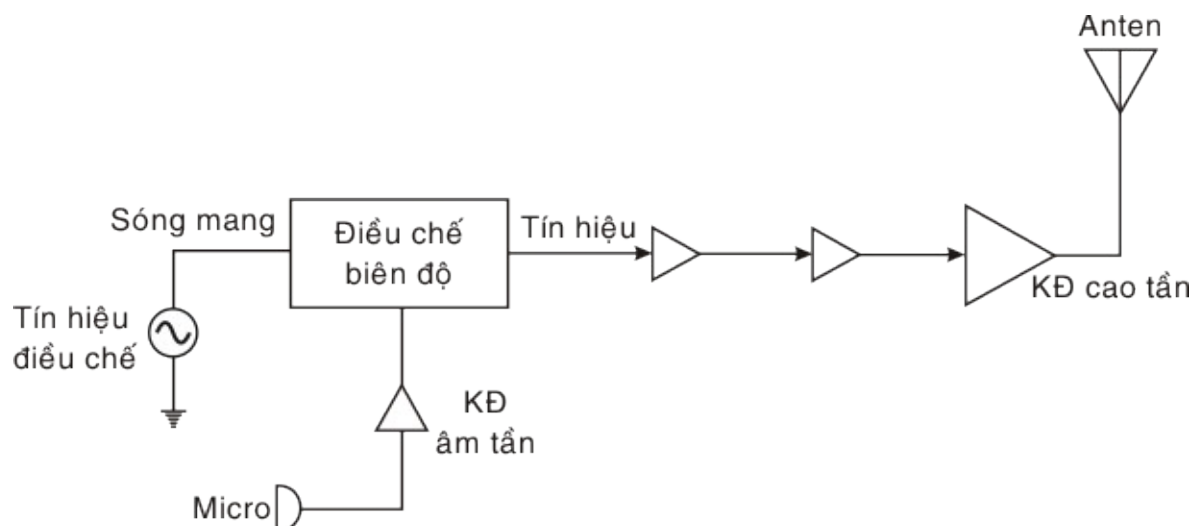 Anten
Sóng mang
Điều chế
biên độ
Tín hiệu
KĐ cao tần
Tín hiệu
điều chế
KĐ
âm tần
Micro